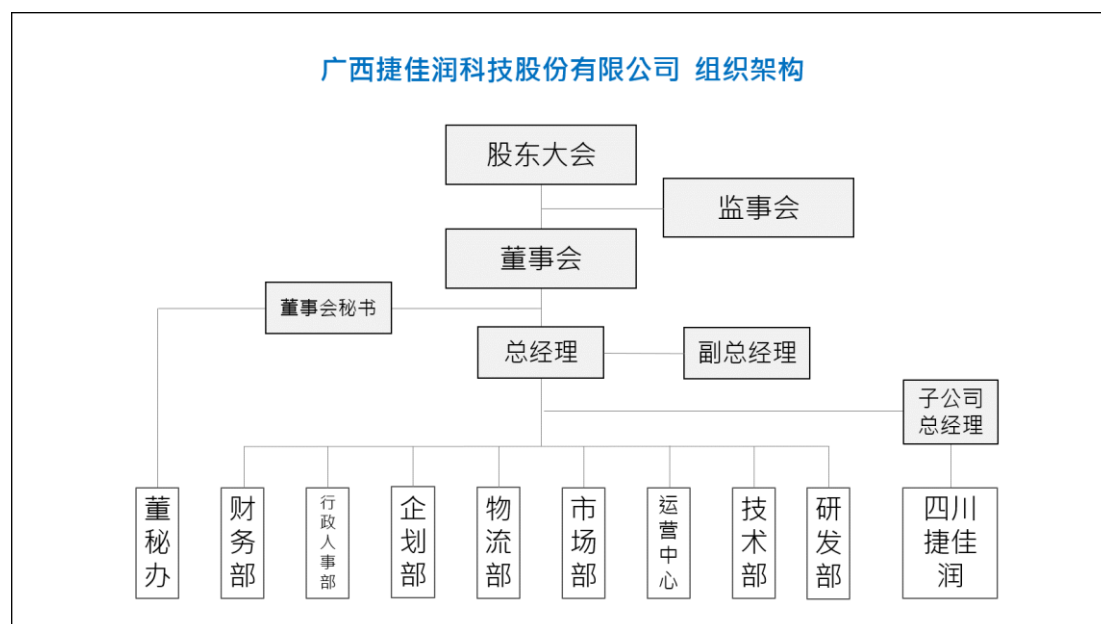 广西捷佳润科技股份有限公司 组织架构
股东大会
监事会
董事会
董事会秘书
总经理
副总经理
子公司
总经理
董秘办
财务部
行政人事部
企划部
物流部
市场部
运营中心
技术部
研发部
四川
捷佳
润